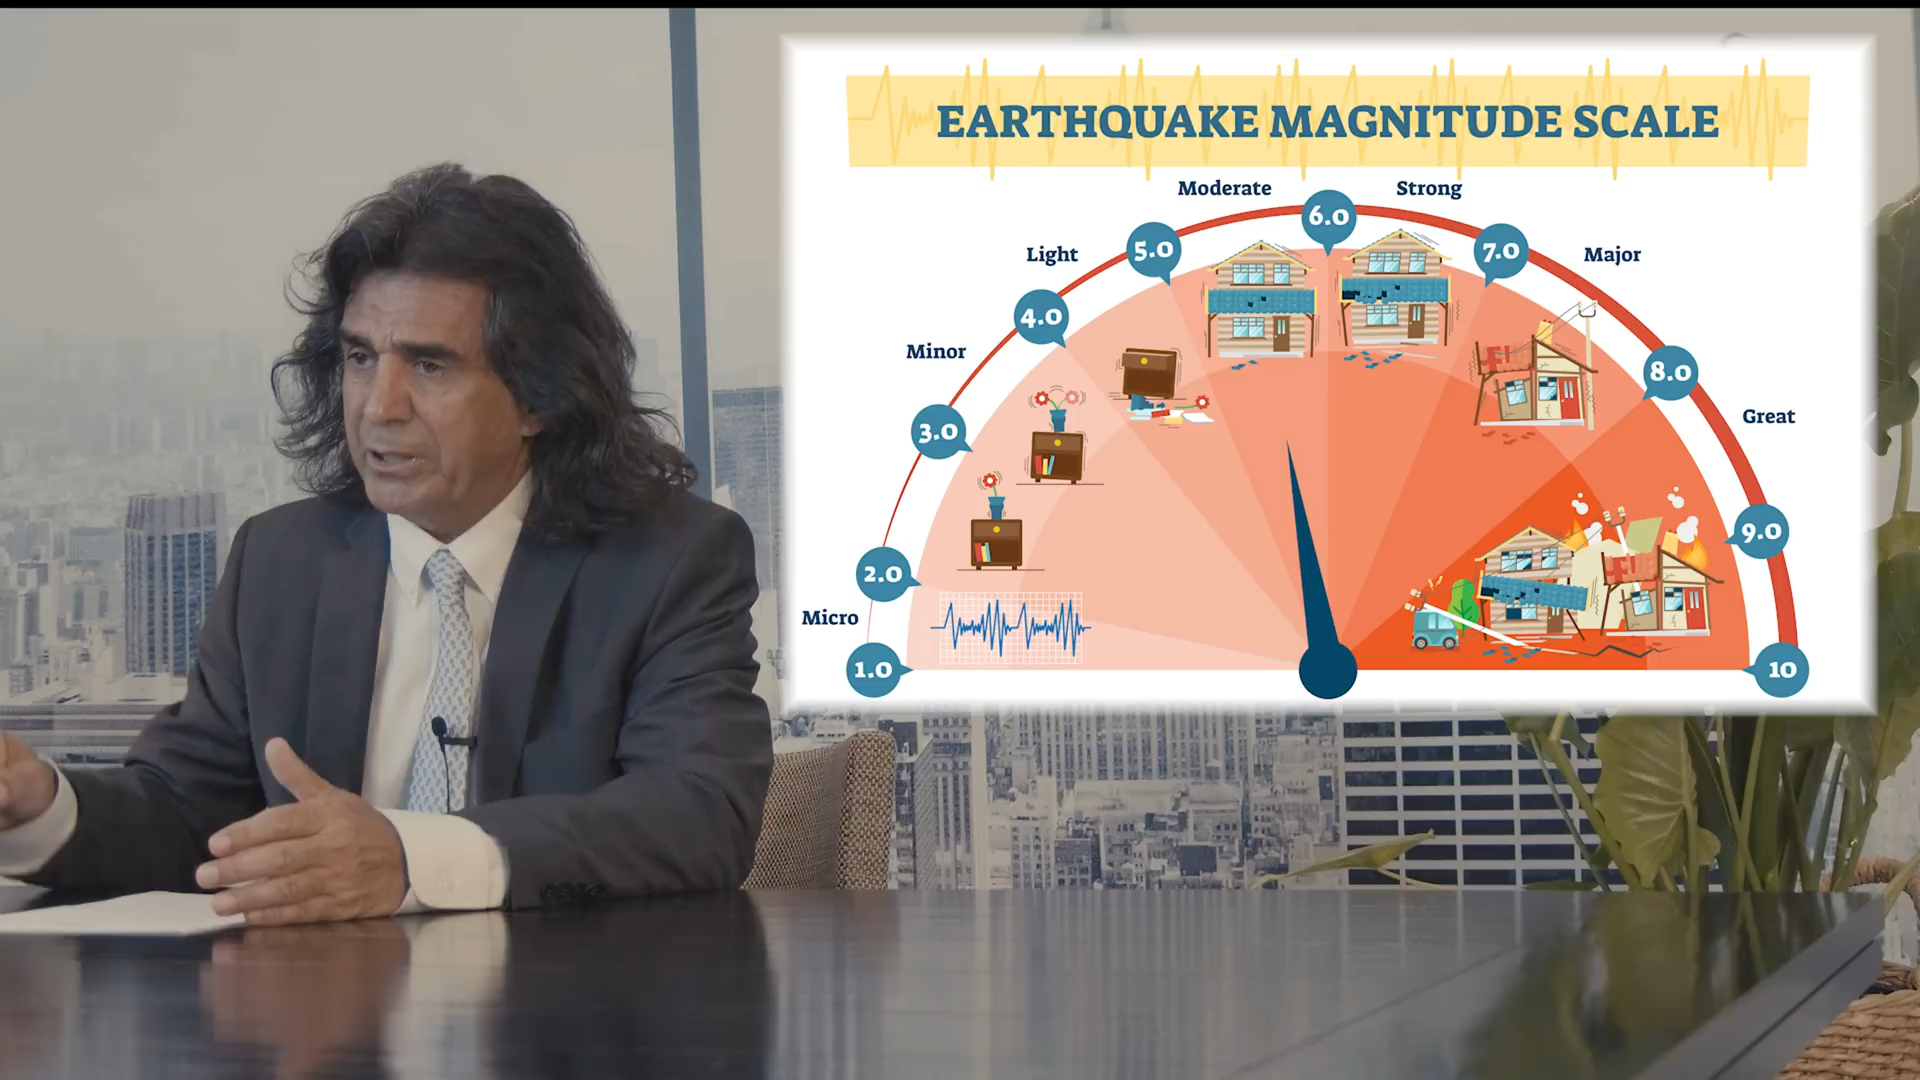 EARTHQUAKE MAGNITUDE SCALE
Moderate
Strong
6.0
5.0
7.0
Light
Major
4.0
Minor
8.0
3.0
Great
9.0
2.0
Micro
1.0
10